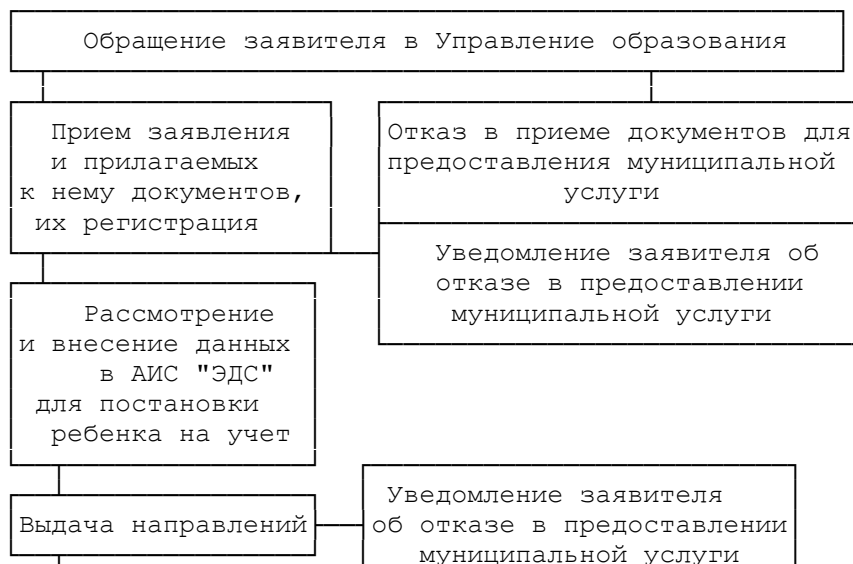 Обращение заявителя в Управление образования
Прием заявления
и прилагаемых
к нему документов,
их регистрация
Отказ в приеме документов для
предоставления муниципальной
услуги
Уведомление заявителя об
отказе в предоставлении
муниципальной услуги
Рассмотрение
и внесение данных
в АИС "ЭДС"
для постановки
ребенка на учет
Выдача направлений
Уведомление заявителя
об отказе в предоставлении
муниципальной услуги